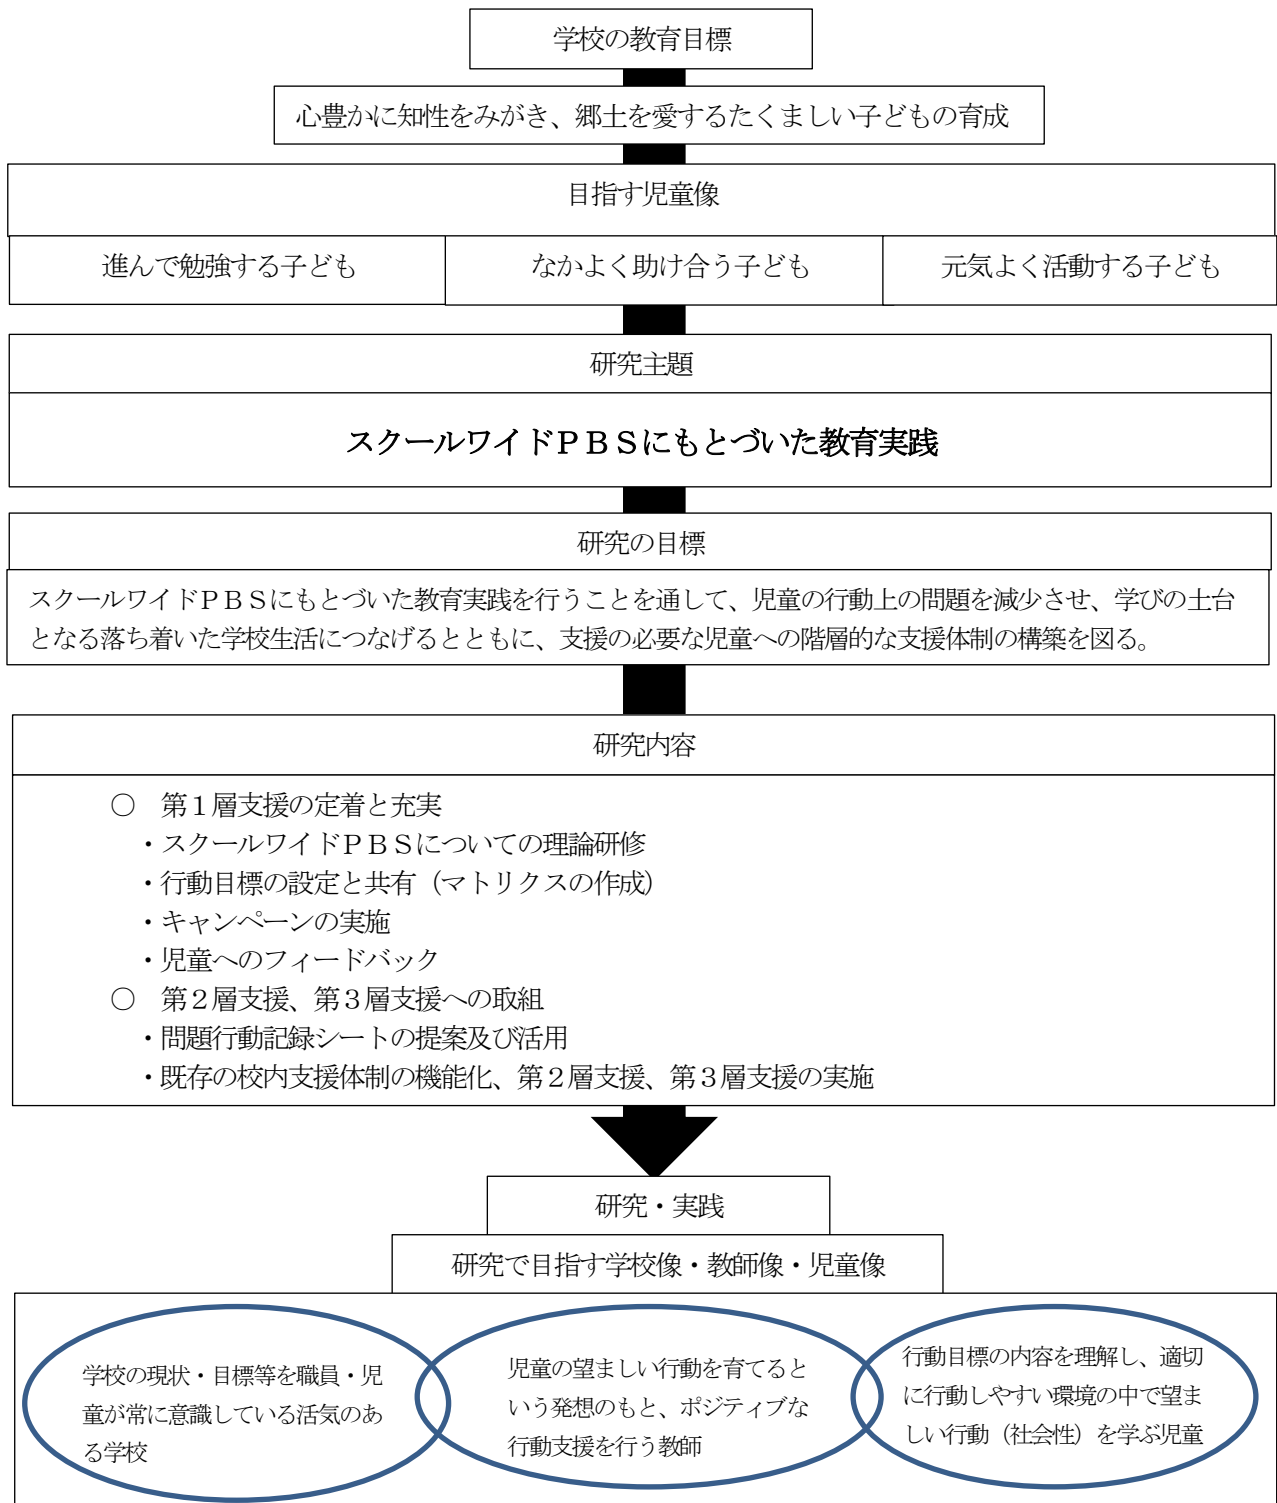 学校の教育目標
心豊かに知性をみがき、郷土を愛するたくましい子どもの育成
目指す児童像
進んで勉強する子ども
なかよく助け合う子ども
元気よく活動する子ども
研究主題
スクールワイドＰＢＳにもとづいた教育実践
研究の目標
スクールワイドＰＢＳにもとづいた教育実践を行うことを通して、児童の行動上の問題を減少させ、学びの土台
となる落ち着いた学校生活につなげるとともに、支援の必要な児童への階層的な支援体制の構築を図る。
研究内容
○　第１層支援の定着と充実
・スクールワイドＰＢＳについての理論研修
・行動目標の設定と共有（マトリクスの作成）
・キャンペーンの実施
・児童へのフィードバック
○　第２層支援、第３層支援への取組
・問題行動記録シートの提案及び活用
・既存の校内支援体制の機能化、第２層支援、第３層支援の実施
研究・実践
研究で目指す学校像・教師像・児童像
学校の現状・目標等を職員・児
童が常に意識している活気のあ
る学校
児童の望ましい行動を育てると
いう発想のもと、ポジティブな
行動支援を行う教師
行動目標の内容を理解し、適切
に行動しやすい環境の中で望ま
しい行動（社会性）を学ぶ児童